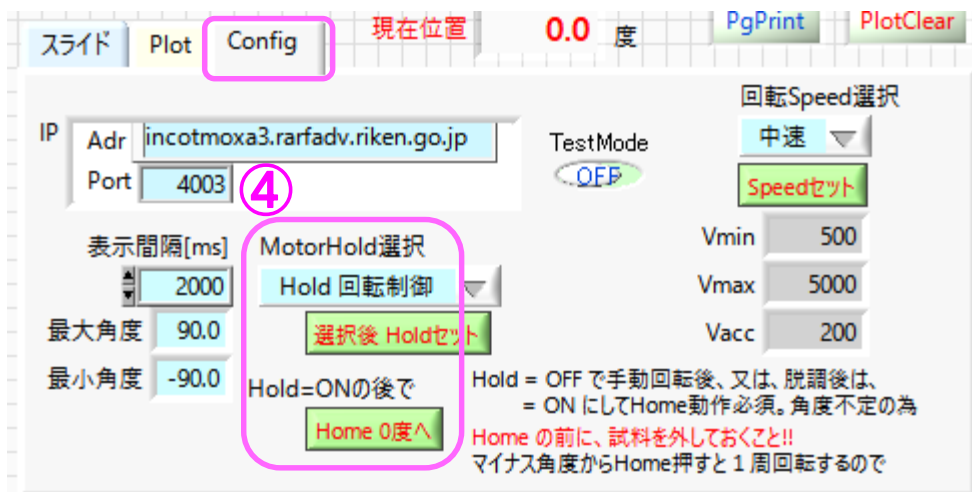 スライド Plot Config 現在位置 0.0 度 PgPrint PlotClear
回転Speed選択
IP Adr incotmoxa3.rarfadv.riken.go.jp TestMode 中速
Port 4003 ④ OFF Speedセット
表示間隔[ms] MotorHold選択 Vmin 500
2000 Hold 回転制御 Vmax 5000
最大角度 90.0 選択後 Holdセット Vacc 200
最小角度 -90.0 Hold=ONの後で Hold = OFF で手動回転後、又は、脱調後は、
= ON にしてHome動作必須。角度不定の為
Home 0度へ Home の前に、試料を外しておくこと!!
マイナス角度からHome押すと1周回転するので